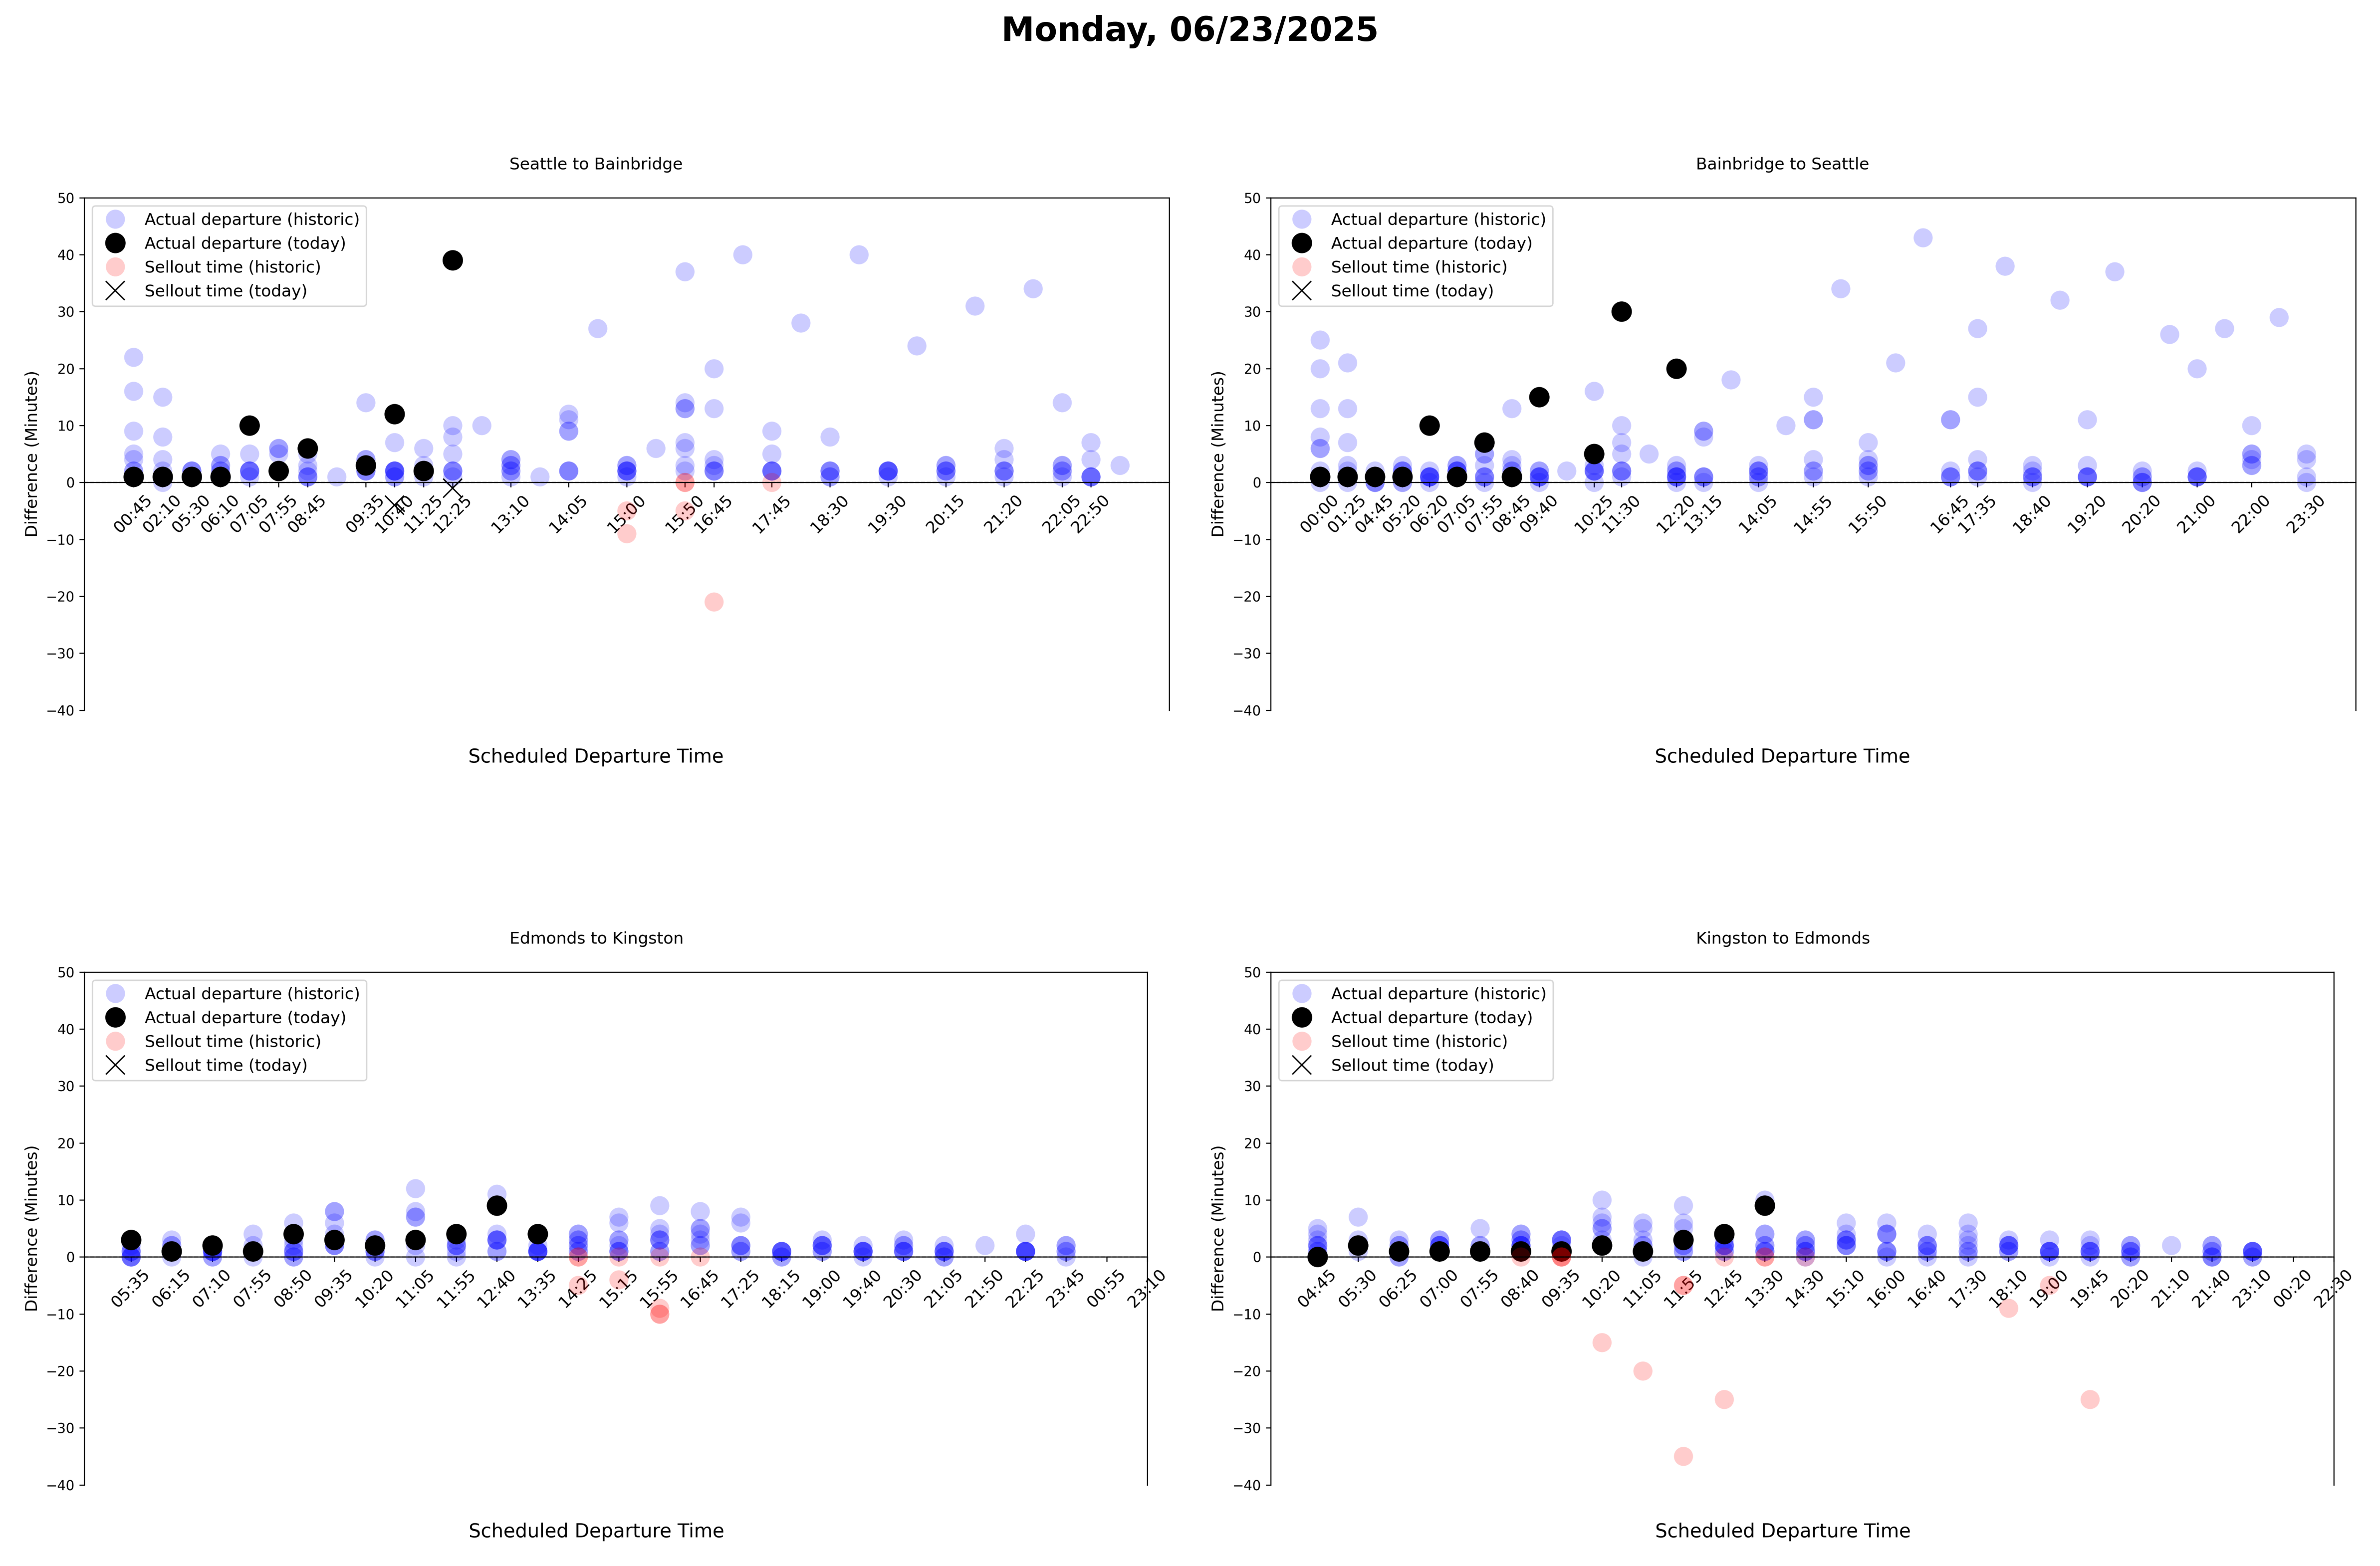 Monday, 06/23/2025
Seattle to Bainbridge
Difference (Minutes)
50
40
30
20
10
0
−10
−20
−30
−40
Actual departure (historic)
Actual departure (today)
Sellout time (historic)
Sellout time (today)
00:45 02:10 05:30 06:10 07:05 07:55 08:45 09:35 10:40 11:25 12:25 13:10 14:05 15:00 15:50 16:45 17:45 18:30 19:30 20:15 21:20 22:05 22:50
Scheduled Departure Time
Bainbridge to Seattle
Difference (Minutes)
50
40
30
20
10
0
−10
−20
−30
−40
Actual departure (historic)
Actual departure (today)
Sellout time (historic)
Sellout time (today)
00:00 01:25 04:45 05:20 06:20 07:05 07:55 08:45 09:40 10:25 11:30 12:20 13:15 14:05 14:55 15:50 16:45 17:35 18:40 19:20 20:20 21:00 22:00 23:30
Scheduled Departure Time
Edmonds to Kingston
Difference (Minutes)
50
40
30
20
10
0
−10
−20
−30
−40
Actual departure (historic)
Actual departure (today)
Sellout time (historic)
Sellout time (today)
05:35 06:15 07:10 07:55 08:50 09:35 10:20 11:05 11:55 12:40 13:35 14:25 15:15 15:55 16:45 17:25 18:15 19:00 19:40 20:30 21:05 21:50 22:25 23:45 00:55 23:10
Scheduled Departure Time
Kingston to Edmonds
Difference (Minutes)
50
40
30
20
10
0
−10
−20
−30
−40
Actual departure (historic)
Actual departure (today)
Sellout time (historic)
Sellout time (today)
04:45 05:30 06:25 07:00 07:55 08:40 09:35 10:20 11:05 11:55 12:45 13:30 14:30 15:10 16:00 16:40 17:30 18:10 19:00 19:45 20:20 21:10 21:40 23:10 00:20 22:30
Scheduled Departure Time